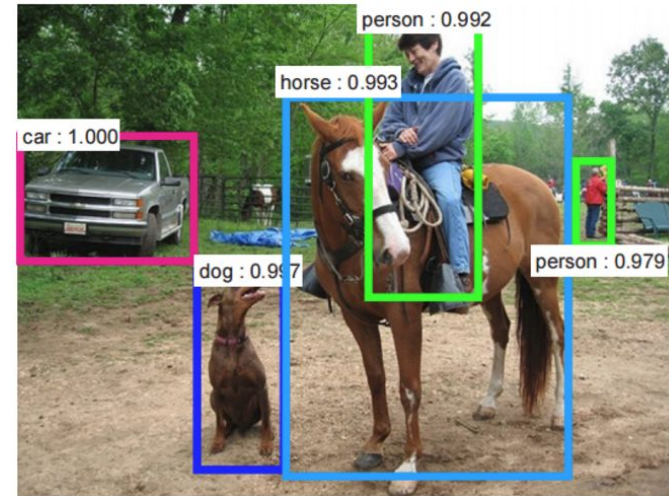 person : 0.992
horse : 0.993
car : 1.000
dog : 0.997
person : 0.979